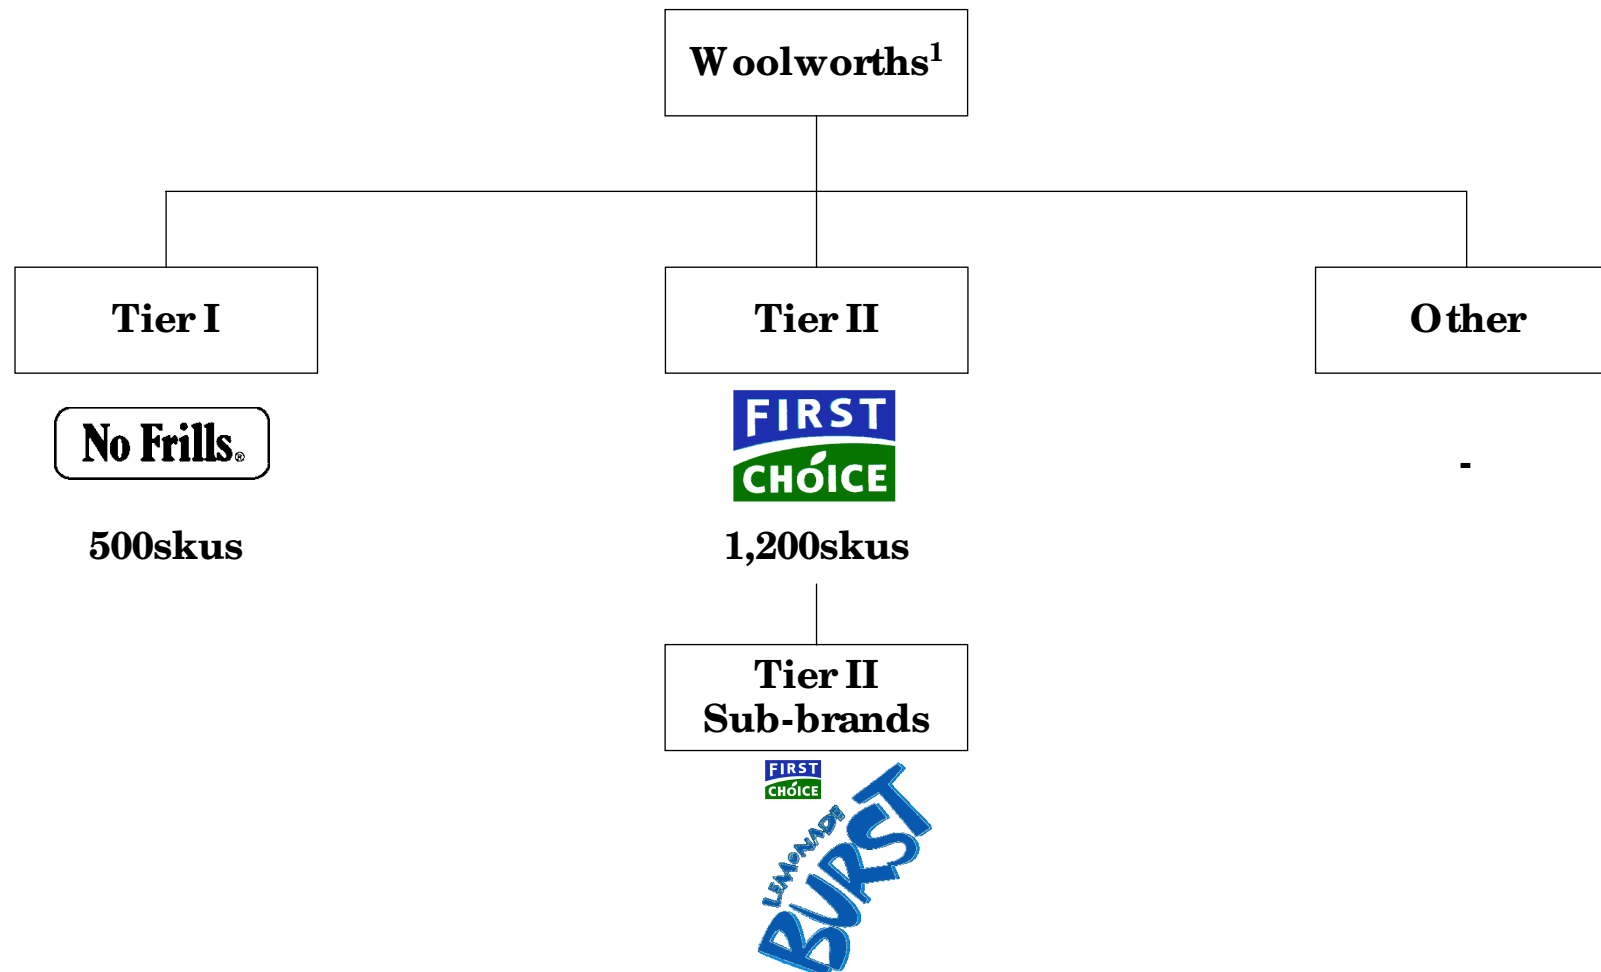 Woolworths1
Tier I
Tier II
Other
No Frills®
FIRST
CHOICE
-
500skus
1,200skus
Tier II
Sub-brands
FIRST
CHOICE
LEMONADE
BURST